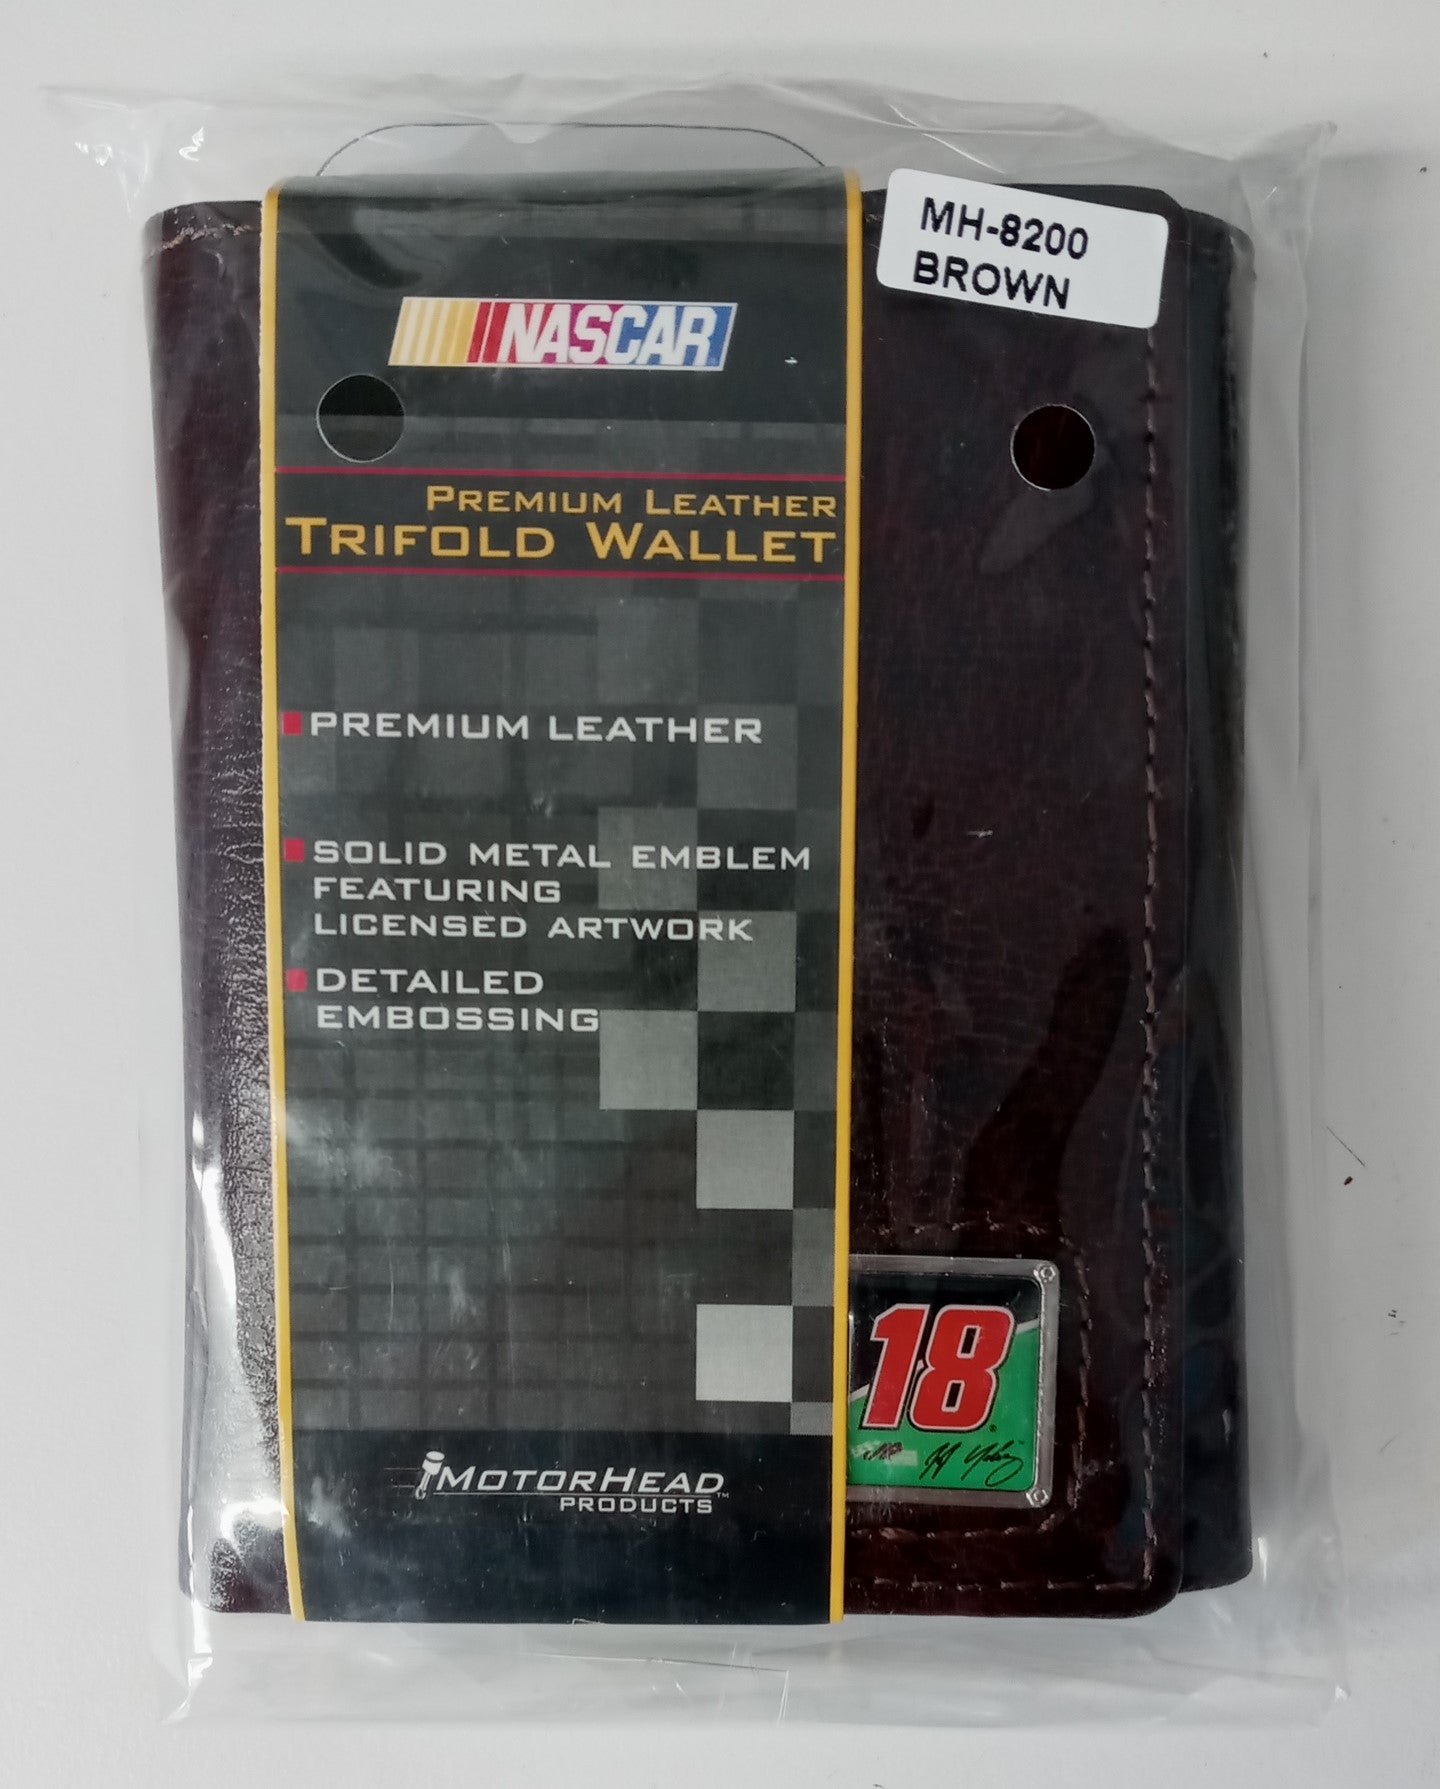 MH-8200
BROWN
NASCAR
PREMIUM LEATHER
TRIFOLD WALLET
PREMIUM LEATHER
SOLID METAL EMBLEM
FEATURING
LICENSED ARTWORK
DETAILED
EMBOSSING
18
MOTORHEAD™
PRODUCTS